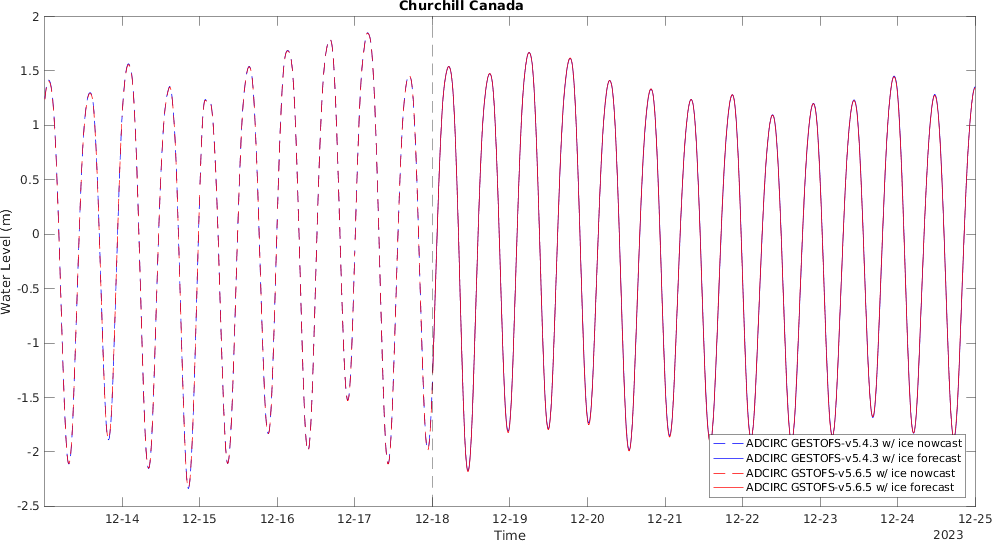 Churchill Canada
2
1.5
1
0.5
0
-0.5
-1
-1.5
-2
-2.5
Water Level (m)
ADCIRC GESTOFS-v5.4.3 w/ ice nowcast
ADCIRC GESTOFS-v5.4.3 w/ ice forecast
ADCIRC GSTOFS-v5.6.5 w/ ice nowcast
ADCIRC GSTOFS-v5.6.5 w/ ice forecast
12-14 12-15 12-16 12-17 12-18 12-19 12-20 12-21 12-22 12-23 12-24 12-25
Time 2023